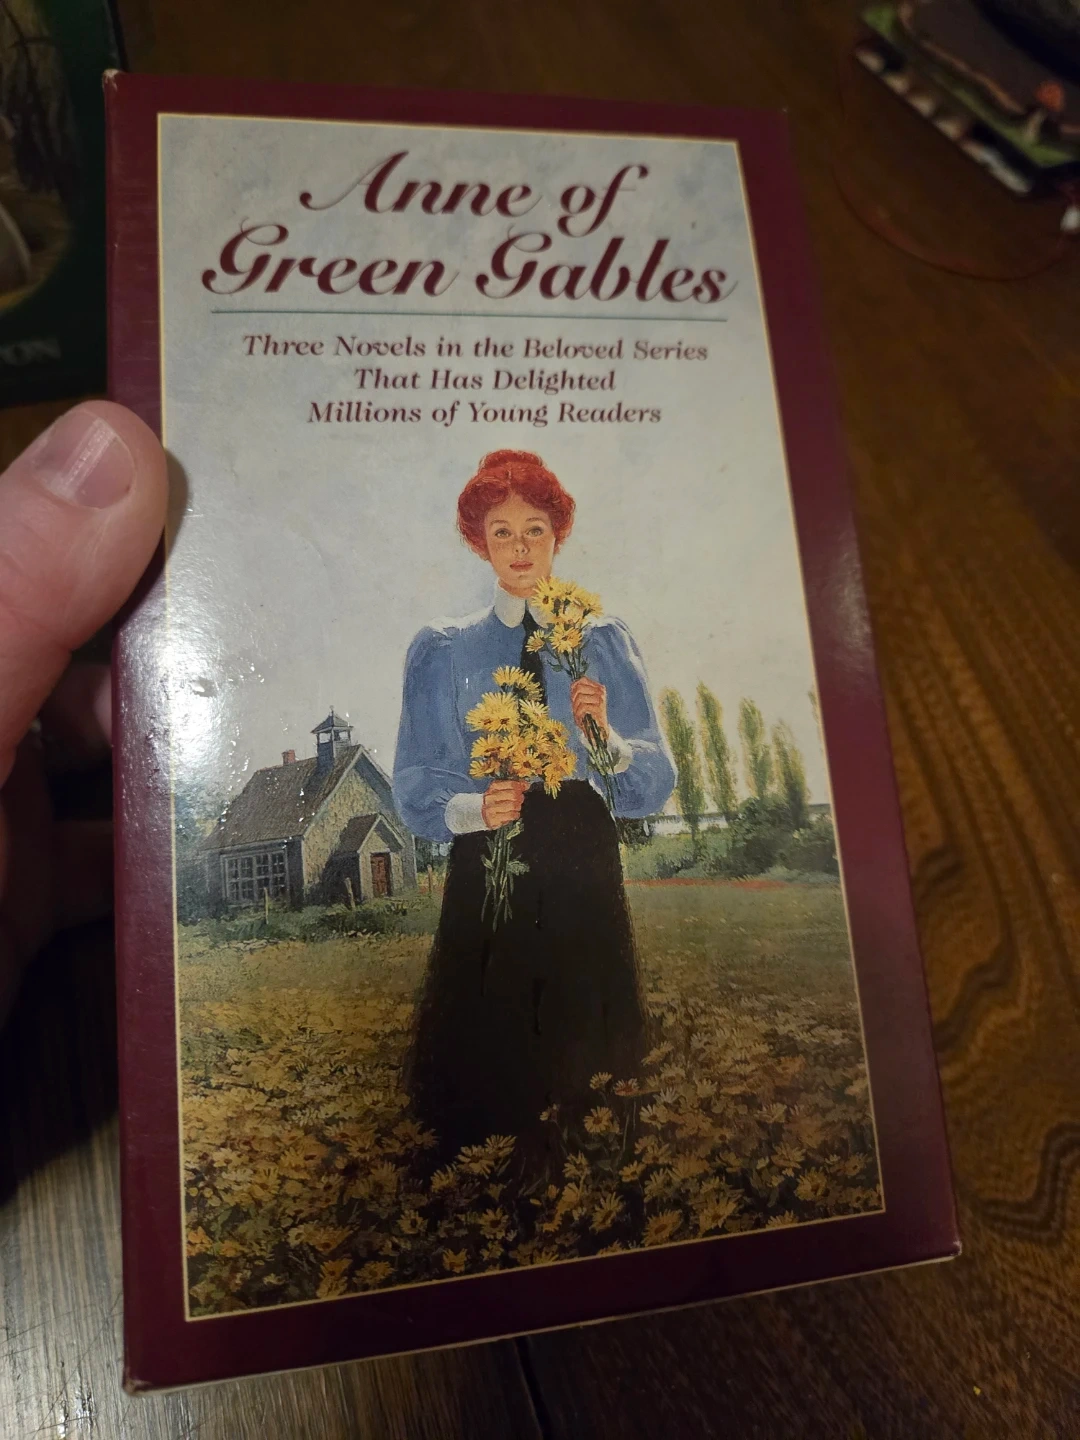 Anne of
Green Gables
Three Novels in the Beloved Series
That Has Delighted
Millions of Young Readers